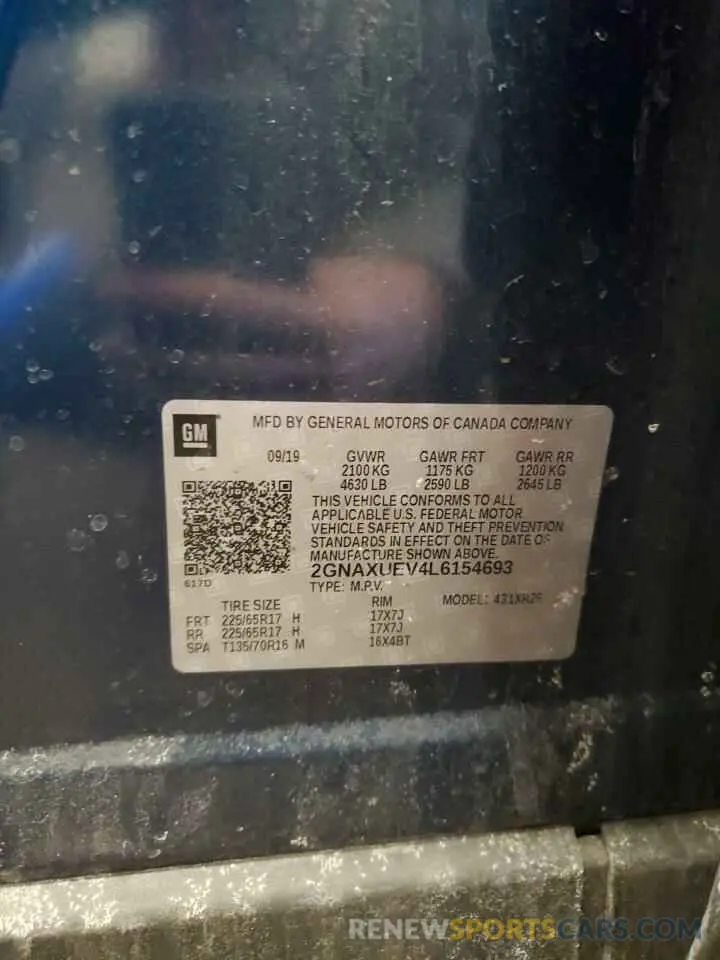 GM
MFD BY GENERAL MOTORS OF CANADA COMPANY
09/19 GVWR GAWR FRT GAWR RR
2100 KG 1175 KG 1200 KG
4630 LB 2590 LB 2645 LB
THIS VEHICLE CONFORMS TO ALL
APPLICABLE U.S. FEDERAL MOTOR
VEHICLE SAFETY AND THEFT PREVENTION
STANDARDS IN EFFECT ON THE DATE OF
MANUFACTURE SHOWN ABOVE.
617D
2GNAXUEV4L6154693
TYPE: M.P.V.
TIRE SIZE RIM MODEL:
FRT 225/65R17 H 17X7J
RR 225/65R17 H 17X7J
SPA T135/70R16 M 16X4BT
RENEWSPORTSCARS.COM